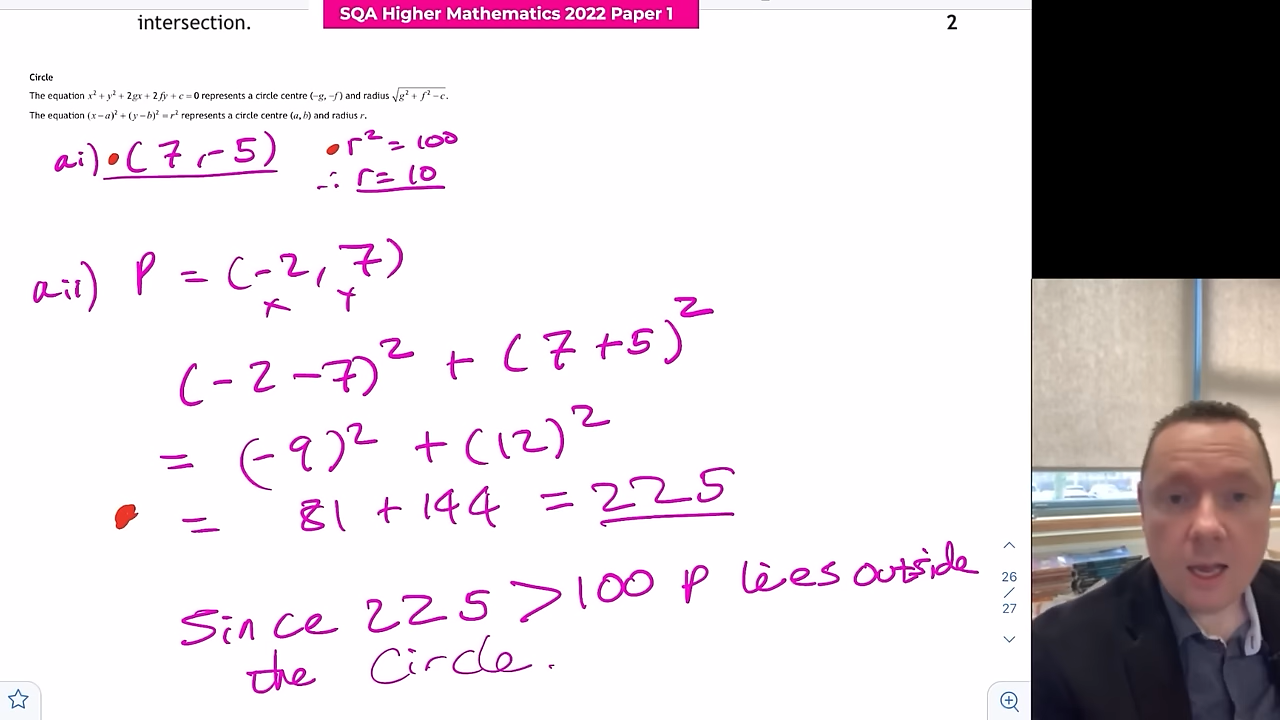 SQA Higher Mathematics 2022 Paper 1
intersection. 2
Circle
The equation x² + y² + 2gx + 2fy + c = 0 represents a circle centre (–g, –f) and radius √(g² + f² – c).
The equation (x – a)² + (y – b)² = r² represents a circle centre (a, b) and radius r.
ai) • (7, -5) • r² = 100
∴ r = 10
aii) P = (-2, 7)
x y
(-2 -7)² + (7 +5)²
= (-9)² + (12)²
= 81 + 144 = 225
Since 225 > 100 P lies outside
the Circle.
26
/
27